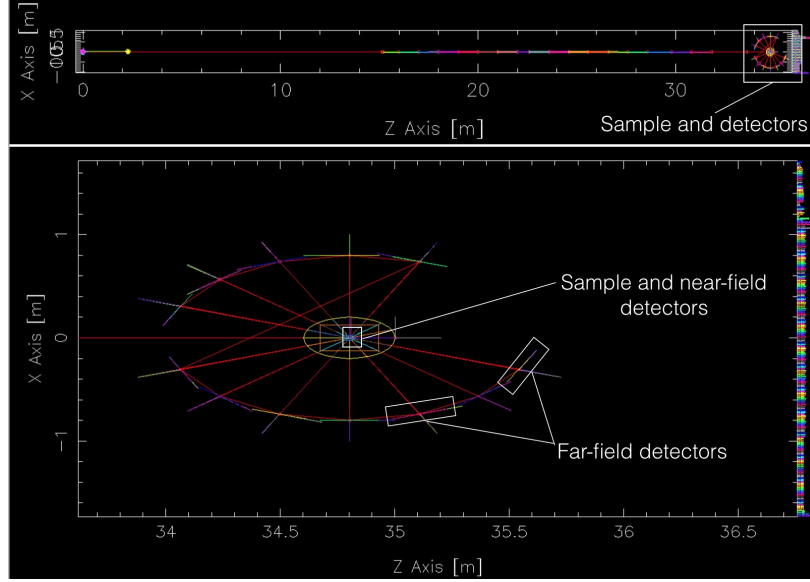 X Axis [m]
0
10
20
30
Z Axis [m]
Sample and detectors
X Axis [m]
1
0
−1
Sample and near-field
detectors
Far-field detectors
34
34.5
35
35.5
36
36.5
Z Axis [m]